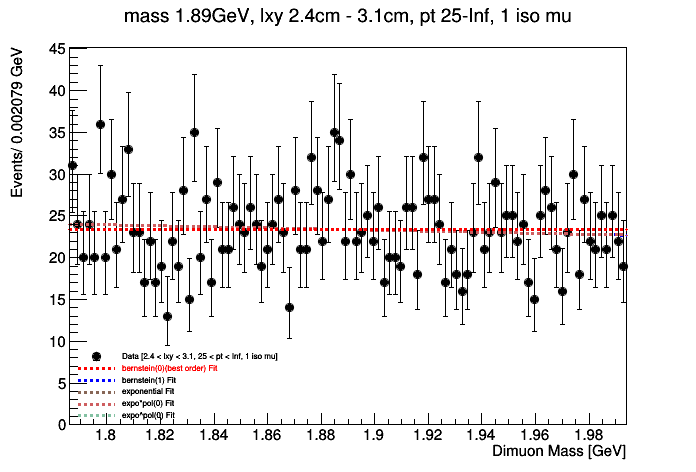 mass 1.89GeV, lxy 2.4cm - 3.1cm, pt 25-Inf, 1 iso mu
Events/ 0.002079 GeV
45
40
35
30
25
20
15
10
5
0
Data [2.4 < lxy < 3.1, 25 < pt < Inf, 1 iso mu]
bernstein(0)(best order) Fit
bernstein(1) Fit
exponential Fit
expo*pol(0) Fit
expo^pol(0) Fit
1.8 1.82 1.84 1.86 1.88 1.9 1.92 1.94 1.96 1.98
Dimuon Mass [GeV]